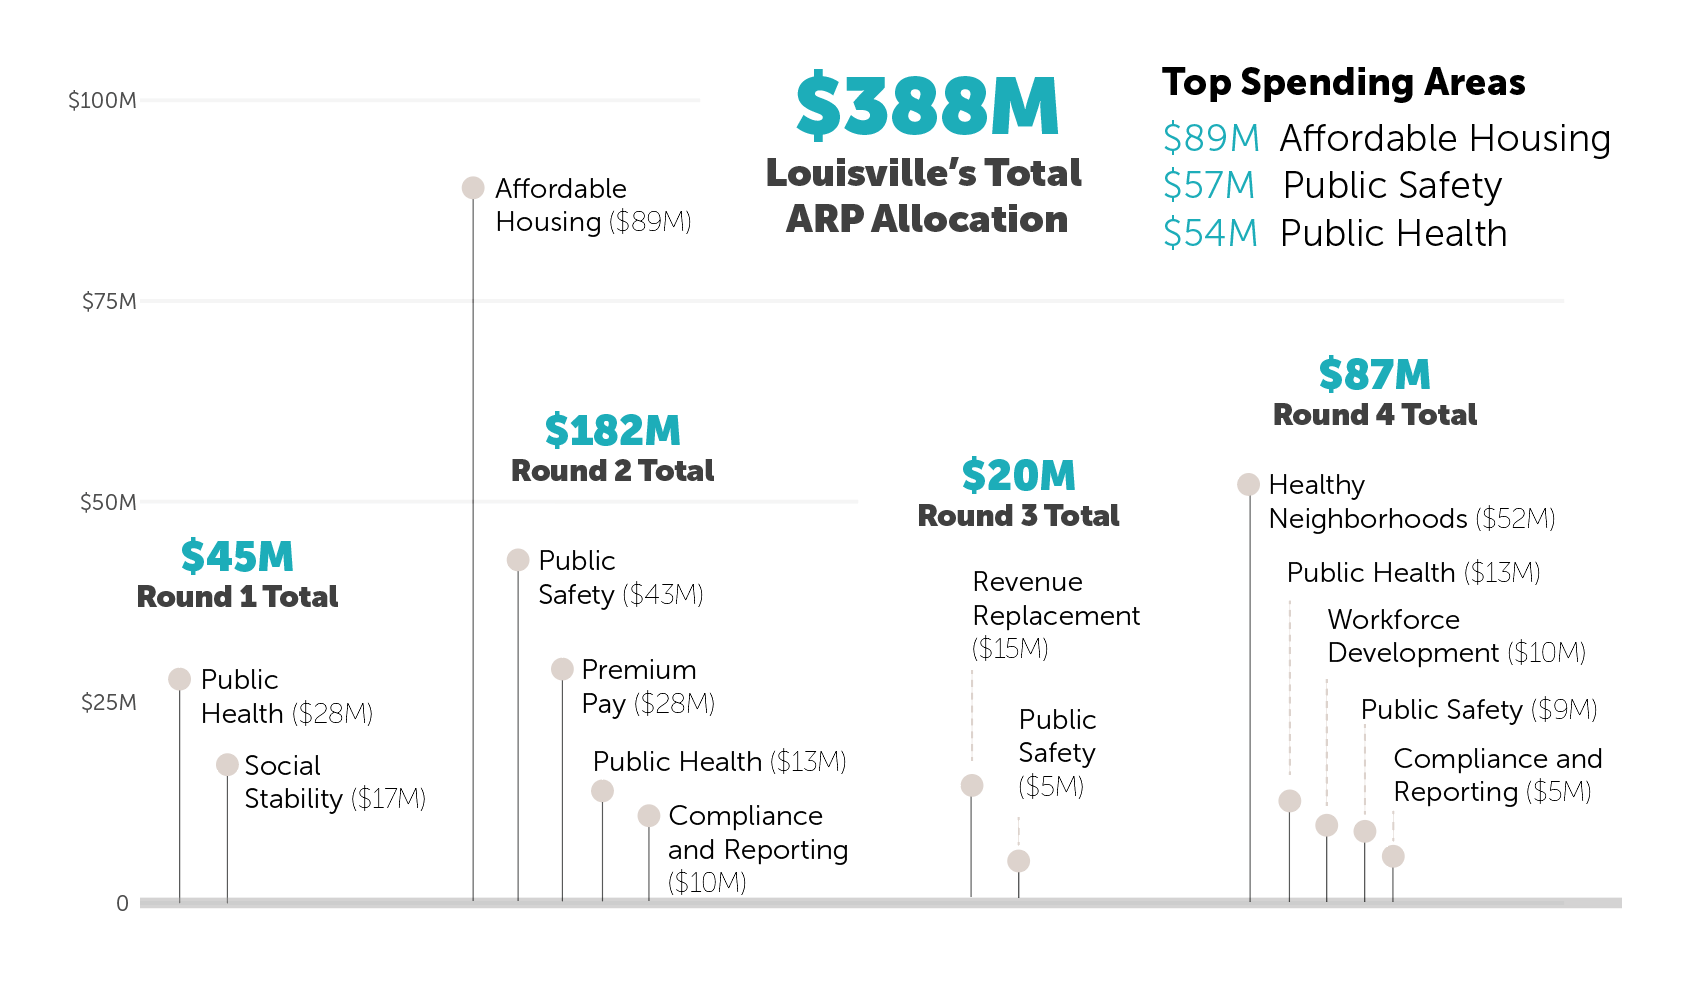 $388M
Louisville’s Total
ARP Allocation
Top Spending Areas
$89M Affordable Housing
$57M Public Safety
$54M Public Health
$100M
$75M
$50M
$25M
0
$45M
Round 1 Total
Public
Health ($28M)
Social
Stability ($17M)
Affordable
Housing ($89M)
$182M
Round 2 Total
Public
Safety ($43M)
Premium
Pay ($28M)
Public Health ($13M)
Compliance
and Reporting
($10M)
$20M
Round 3 Total
Revenue
Replacement
($15M)
Public
Safety
($5M)
$87M
Round 4 Total
Healthy
Neighborhoods ($52M)
Public Health ($13M)
Workforce
Development ($10M)
Public Safety ($9M)
Compliance and
Reporting ($5M)